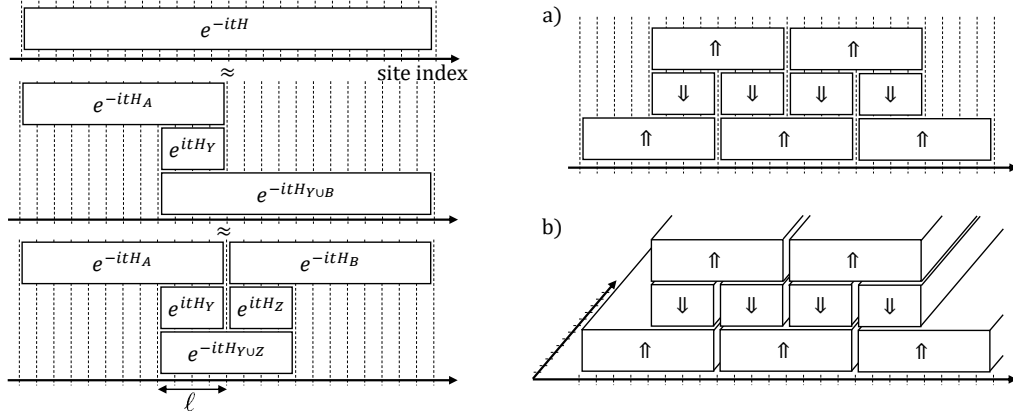 e^{-itH}
≈
site index
e^{-itH_A}
e^{itH_Y}
e^{-itH_{Y∪B}}
≈
e^{-itH_A} e^{-itH_B}
e^{itH_Y} e^{itH_Z}
e^{-itH_{Y∪Z}}
ℓ
a)
⇑ ⇑
⇓ ⇓ ⇓ ⇓
⇑ ⇑ ⇑
b)
⇑ ⇑
⇓ ⇓ ⇓ ⇓
⇑ ⇑ ⇑